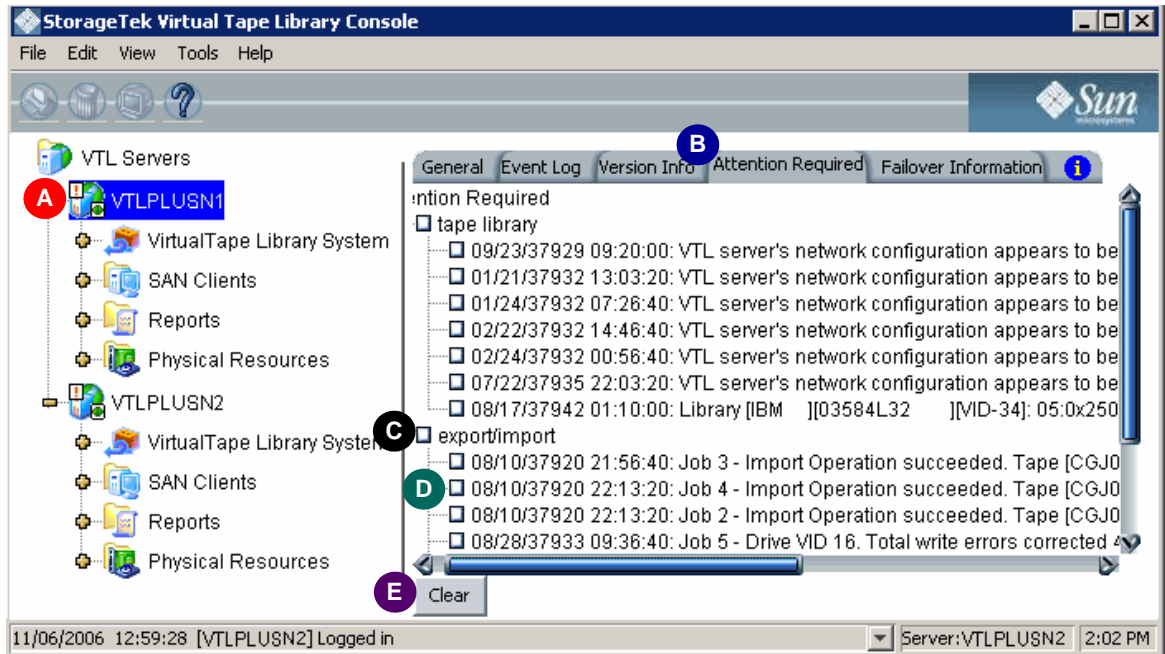 StorageTek Virtual Tape Library Console
File Edit View Tools Help
Sun
microsystems
VTL Servers
A
VTLPLUSN1
VirtualTape Library System
SAN Clients
Reports
Physical Resources
VTLPLUSN2
VirtualTape Library System
SAN Clients
Reports
Physical Resources
B
General Event Log Version Info Attention Required Failover Information i
ntion Required
tape library
09/23/37929 09:20:00: VTL server's network configuration appears to be
01/21/37932 13:03:20: VTL server's network configuration appears to be
01/24/37932 07:26:40: VTL server's network configuration appears to be
02/22/37932 14:46:40: VTL server's network configuration appears to be
02/24/37932 00:56:40: VTL server's network configuration appears to be
07/22/37935 22:03:20: VTL server's network configuration appears to be
08/17/37942 01:10:00: Library [IBM ][03584L32 ][VID-34]: 05:0x250
C
export/import
08/10/37920 21:56:40: Job 3 - Import Operation succeeded. Tape [CGJ0
D
08/10/37920 22:13:20: Job 4 - Import Operation succeeded. Tape [CGJ0
08/10/37920 22:13:20: Job 2 - Import Operation succeeded. Tape [CGJ0
08/28/37933 09:36:40: Job 5 - Drive VID 16. Total write errors corrected 4
E
Clear
11/06/2006 12:59:28 [VTLPLUSN2] Logged in
Server:VTLPLUSN2 2:02 PM